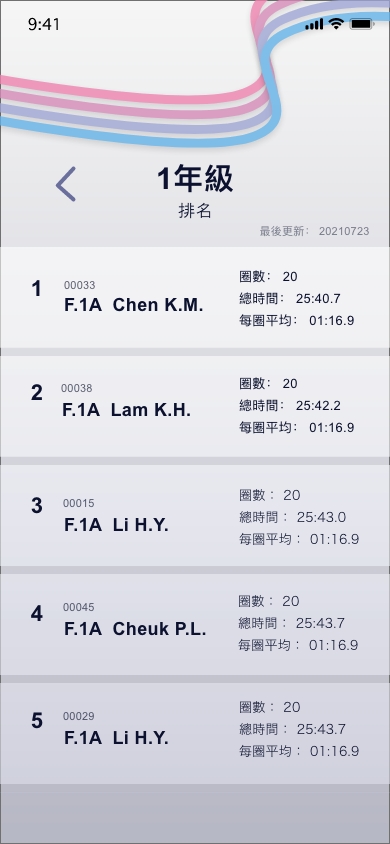 9:41
1年級
排名
最後更新： 20210723
1
00033
F.1A Chen K.M.
圈數： 20
總時間： 25:40.7
每圈平均： 01:16.9
2
00038
F.1A Lam K.H.
圈數： 20
總時間： 25:42.2
每圈平均： 01:16.9
3
00015
F.1A Li H.Y.
圈數： 20
總時間： 25:43.0
每圈平均： 01:16.9
4
00045
F.1A Cheuk P.L.
圈數： 20
總時間： 25:43.7
每圈平均： 01:16.9
5
00029
F.1A Li H.Y.
圈數： 20
總時間： 25:43.7
每圈平均： 01:16.9